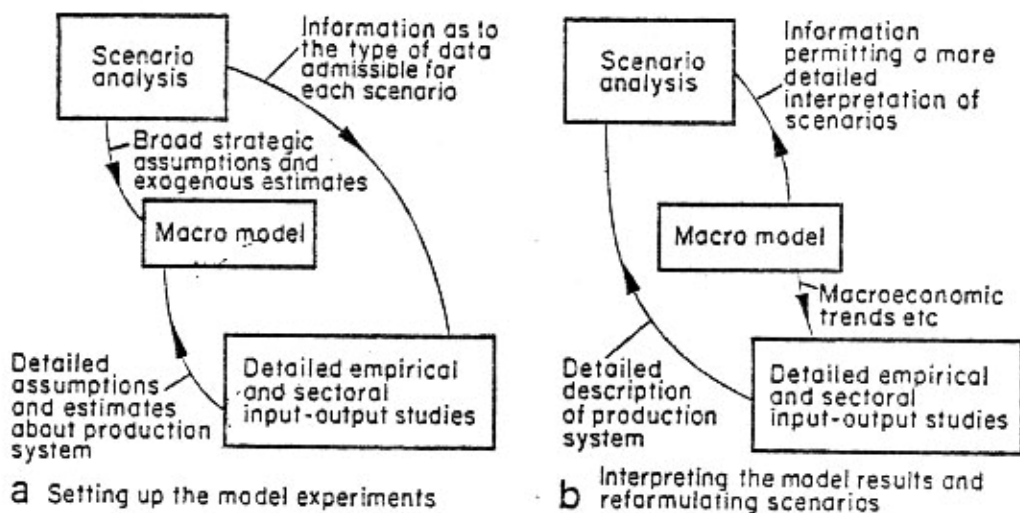 Scenario
analysis
Information as to
the type of data
admissible for
each scenario
Broad strategic
assumptions and
exogenous estimates
Macro model
Detailed
assumptions
and estimates
about production
system
Detailed empirical
and sectoral
input-output studies
a Setting up the model experiments
Scenario
analysis
Information
permitting a more
detailed
interpretation of
scenarios
Macro model
Macroeconomic
trends etc
Detailed
description
of production
system
Detailed empirical
and sectoral
input-output studies
b Interpreting the model results and
reformulating scenarios